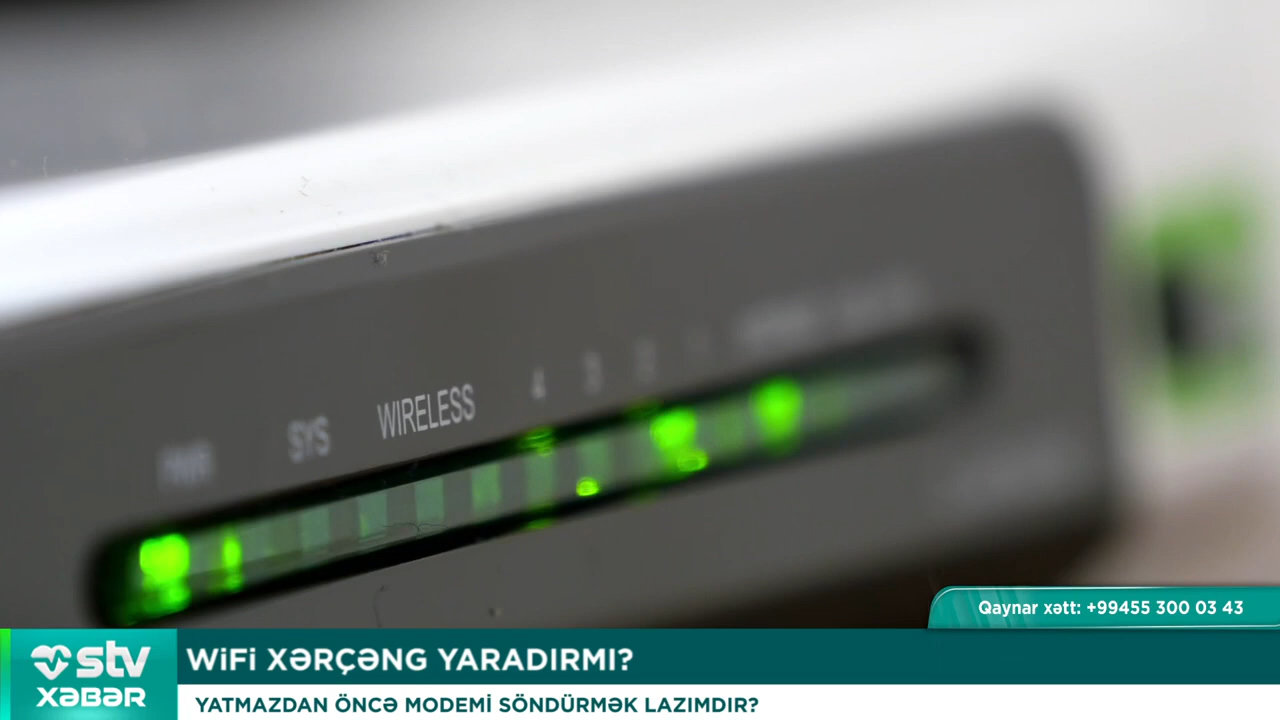 SYS
WIRELESS
4
3
2
Qaynar xətt: +99455 300 03 43
stv
XƏBƏR
WiFi XƏRÇƏNG YARADIRMI?
YATMAZDAN ÖNCƏ MODEMİ SÖNDÜRMƏK LAZIMDIR?